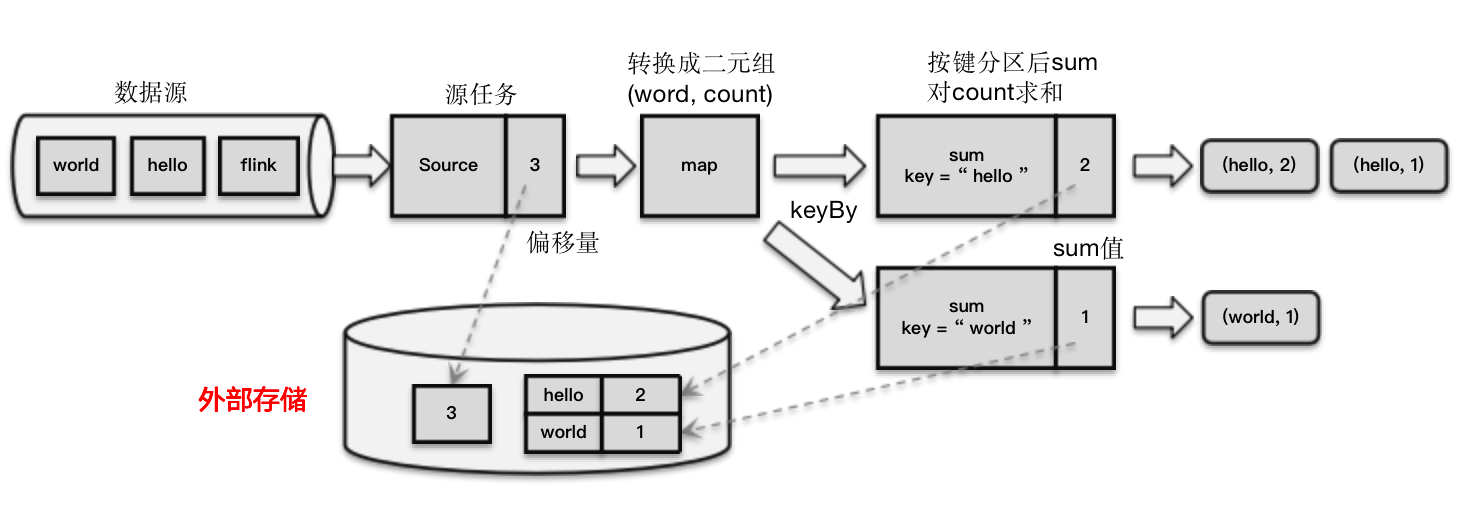 数据源
world
hello
flink
源任务
Source
3
偏移量
转换成二元组
(word, count)
map
keyBy
按键分区后sum
对count求和
sum
key = “ hello ”
2
(hello, 2)
(hello, 1)
sum值
sum
key = “ world ”
1
(world, 1)
外部存储
3
hello 2
world 1